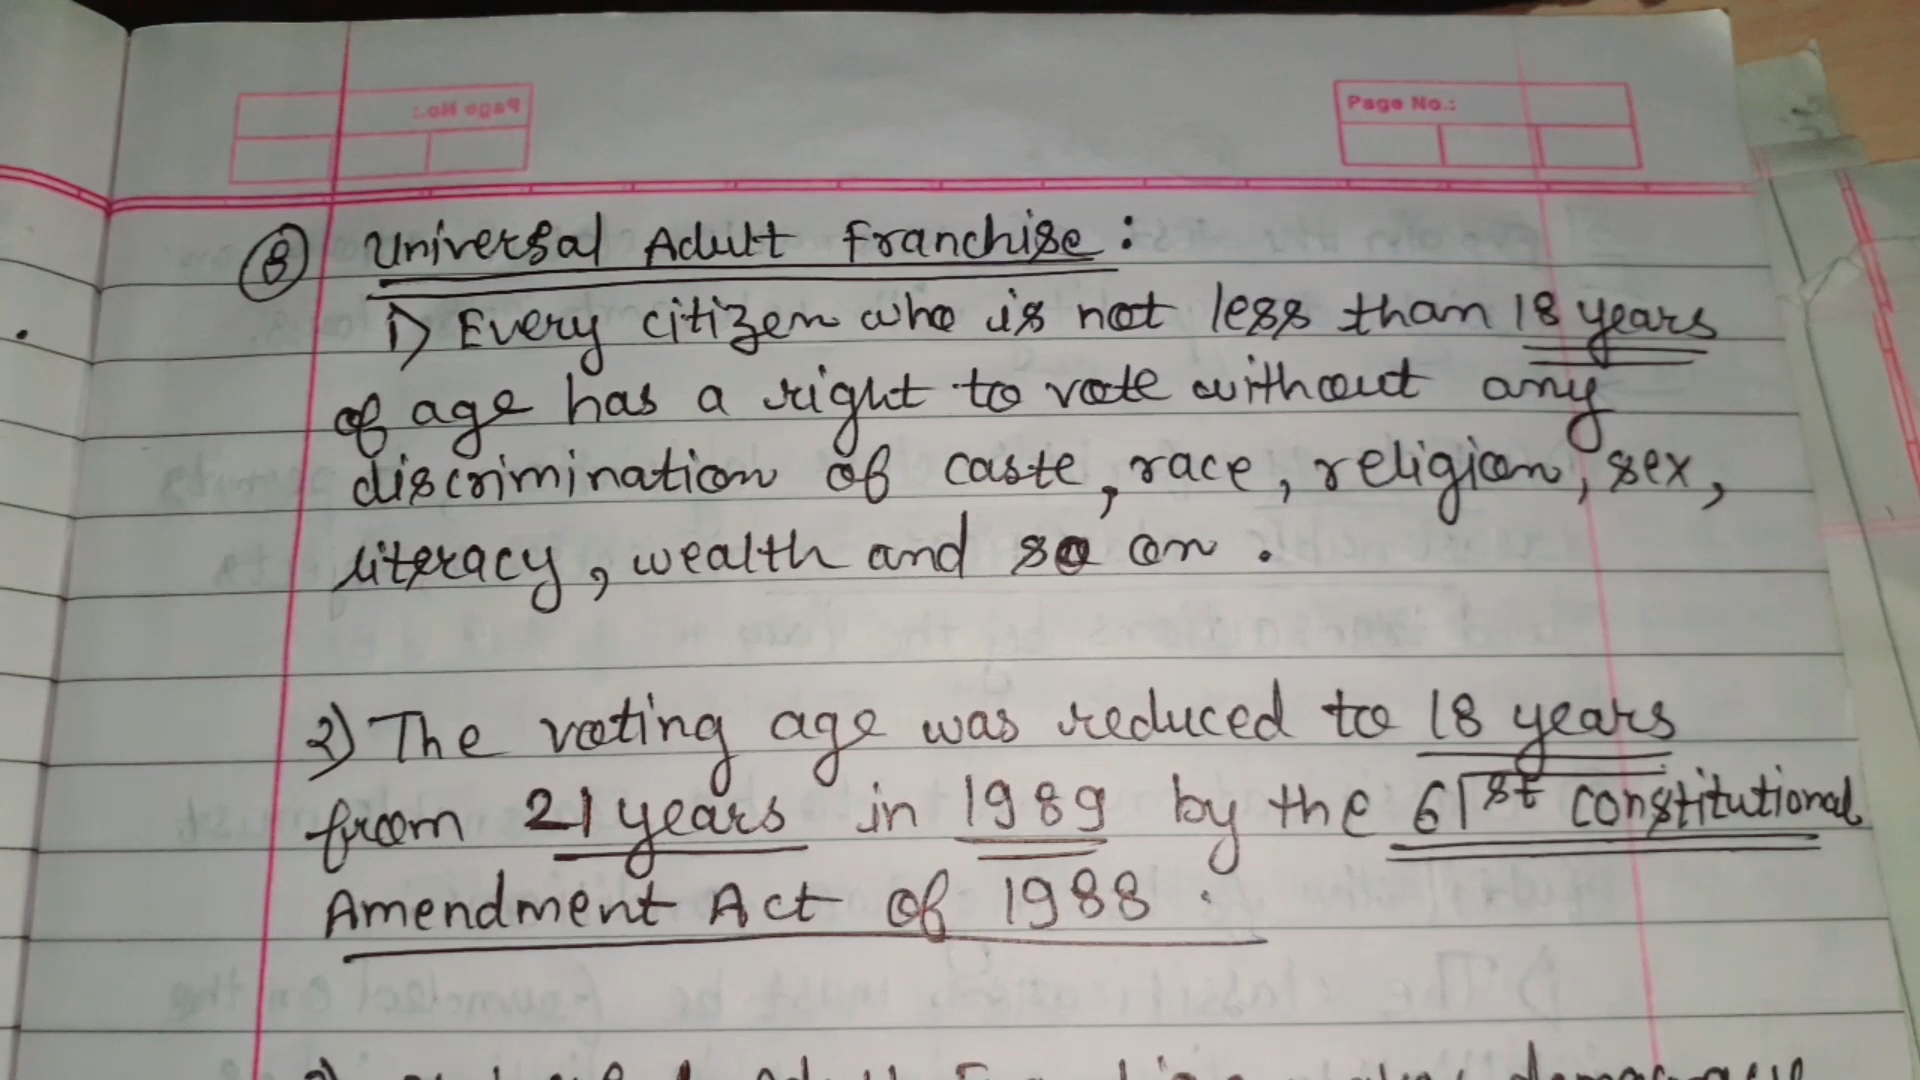 Page No.:
Page No.:
8 Universal Adult Franchise :
1) Every citizen who is not less than 18 years
of age has a right to vote without any
discrimination of caste, race, religion, sex,
literacy, wealth and so on .
2) The voting age was reduced to 18 years
from 21 years in 1989 by the 61st constitutional
Amendment Act of 1988 .